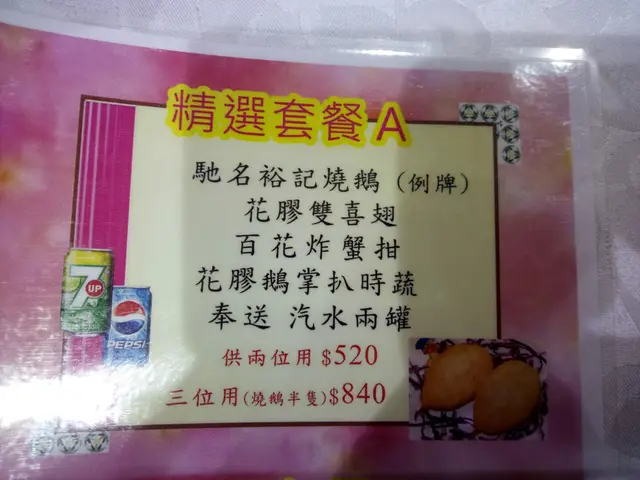 精選套餐A
馳名裕記燒鵝（例牌）
花膠雙喜翅
百花炸蟹拑
花膠鵝掌扒時蔬
奉送 汽水兩罐
供兩位用$520
三位用(燒鵝半隻)$840
7
UP
PEPSI